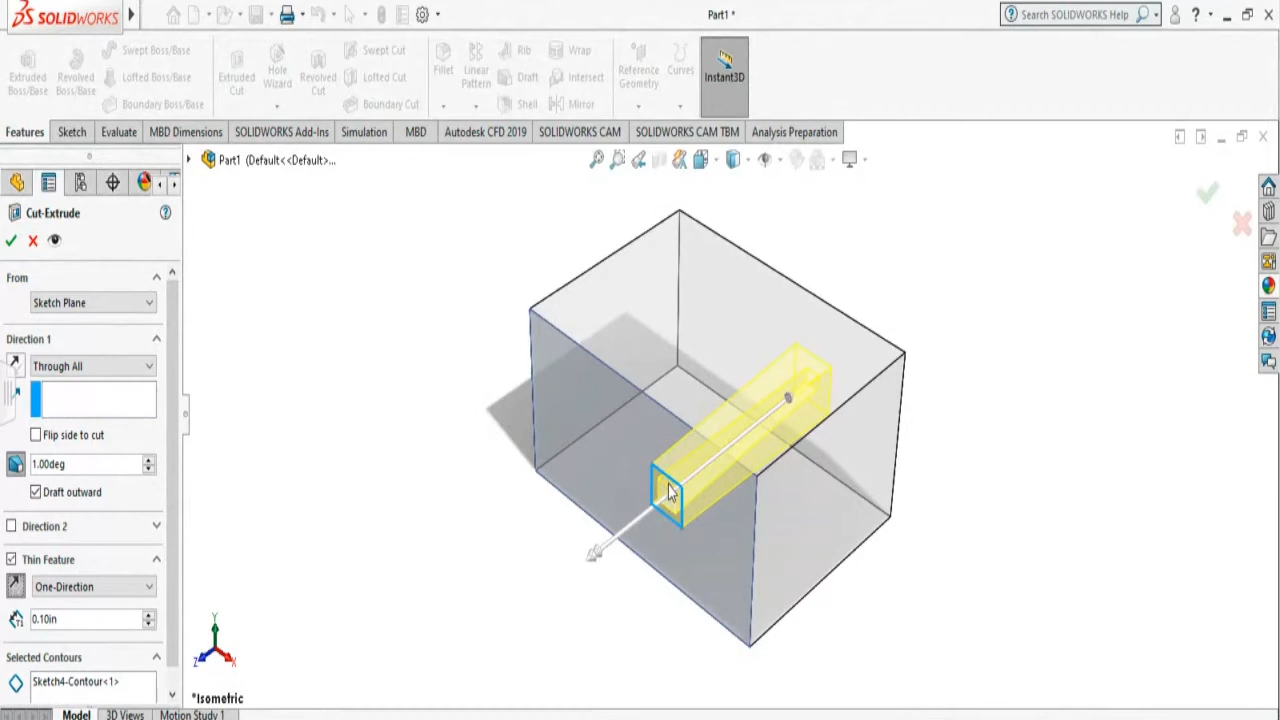 SOLIDWORKS
Part1 *
Search SOLIDWORKS Help
?
Extruded Boss/Base
Revolved Boss/Base
Swept Boss/Base
Lofted Boss/Base
Boundary Boss/Base
Extruded Cut
Hole Wizard
Revolved Cut
Swept Cut
Lofted Cut
Boundary Cut
Fillet
Linear Pattern
Rib
Draft
Shell
Wrap
Intersect
Mirror
Reference Geometry
Curves
Instant3D
Features
Sketch
Evaluate
MBD Dimensions
SOLIDWORKS Add-Ins
Simulation
MBD
Autodesk CFD 2019
SOLIDWORKS CAM
SOLIDWORKS CAM TBM
Analysis Preparation
Part1 (Default<<Default>...
Cut-Extrude
From
Sketch Plane
Direction 1
Through All
Flip side to cut
1.00deg
Draft outward
Direction 2
Thin Feature
One-Direction
T1
0.10in
Selected Contours
Sketch4-Contour<1>
Y
Z
X
*Isometric
Model
3D Views
Motion Study 1